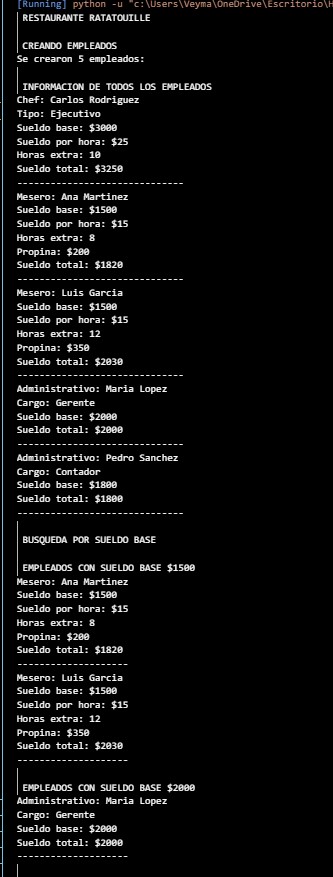 [Running] python -u "c:\Users\Veyma\OneDrive\Escritorio\H
RESTAURANTE RATATOUILLE
CREANDO EMPLEADOS
Se crearon 5 empleados:
INFORMACION DE TODOS LOS EMPLEADOS
Chef: Carlos Rodriguez
Tipo: Ejecutivo
Sueldo base: $3000
Sueldo por hora: $25
Horas extra: 10
Sueldo total: $3250
------------------------------
Mesero: Ana Martinez
Sueldo base: $1500
Sueldo por hora: $15
Horas extra: 8
Propina: $200
Sueldo total: $1820
------------------------------
Mesero: Luis Garcia
Sueldo base: $1500
Sueldo por hora: $15
Horas extra: 12
Propina: $350
Sueldo total: $2030
------------------------------
Administrativo: Maria Lopez
Cargo: Gerente
Sueldo base: $2000
Sueldo total: $2000
------------------------------
Administrativo: Pedro Sanchez
Cargo: Contador
Sueldo base: $1800
Sueldo total: $1800
------------------------------
BUSQUEDA POR SUELDO BASE
EMPLEADOS CON SUELDO BASE $1500
Mesero: Ana Martinez
Sueldo base: $1500
Sueldo por hora: $15
Horas extra: 8
Propina: $200
Sueldo total: $1820
--------------------
Mesero: Luis Garcia
Sueldo base: $1500
Sueldo por hora: $15
Horas extra: 12
Propina: $350
Sueldo total: $2030
--------------------
EMPLEADOS CON SUELDO BASE $2000
Administrativo: Maria Lopez
Cargo: Gerente
Sueldo base: $2000
Sueldo total: $2000
--------------------